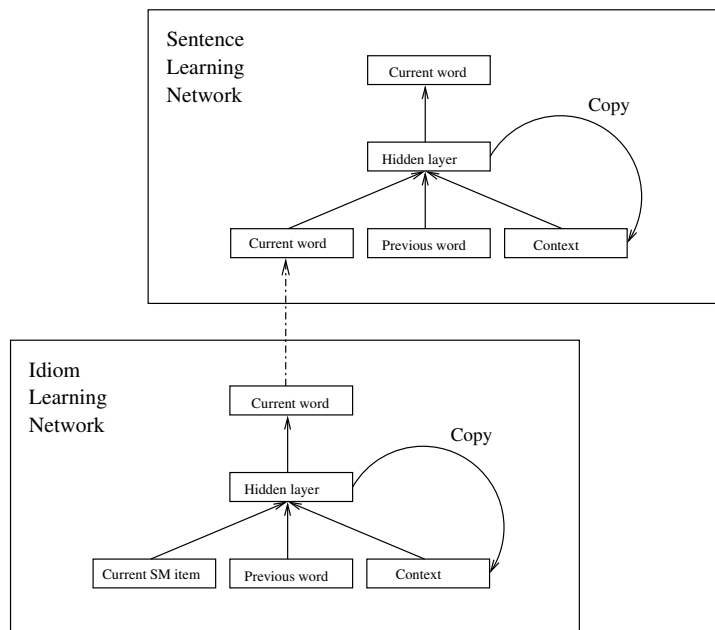 Sentence
Learning
Network
Current word
Copy
Hidden layer
Current word
Previous word
Context
Idiom
Learning
Network
Current word
Copy
Hidden layer
Current SM item
Previous word
Context